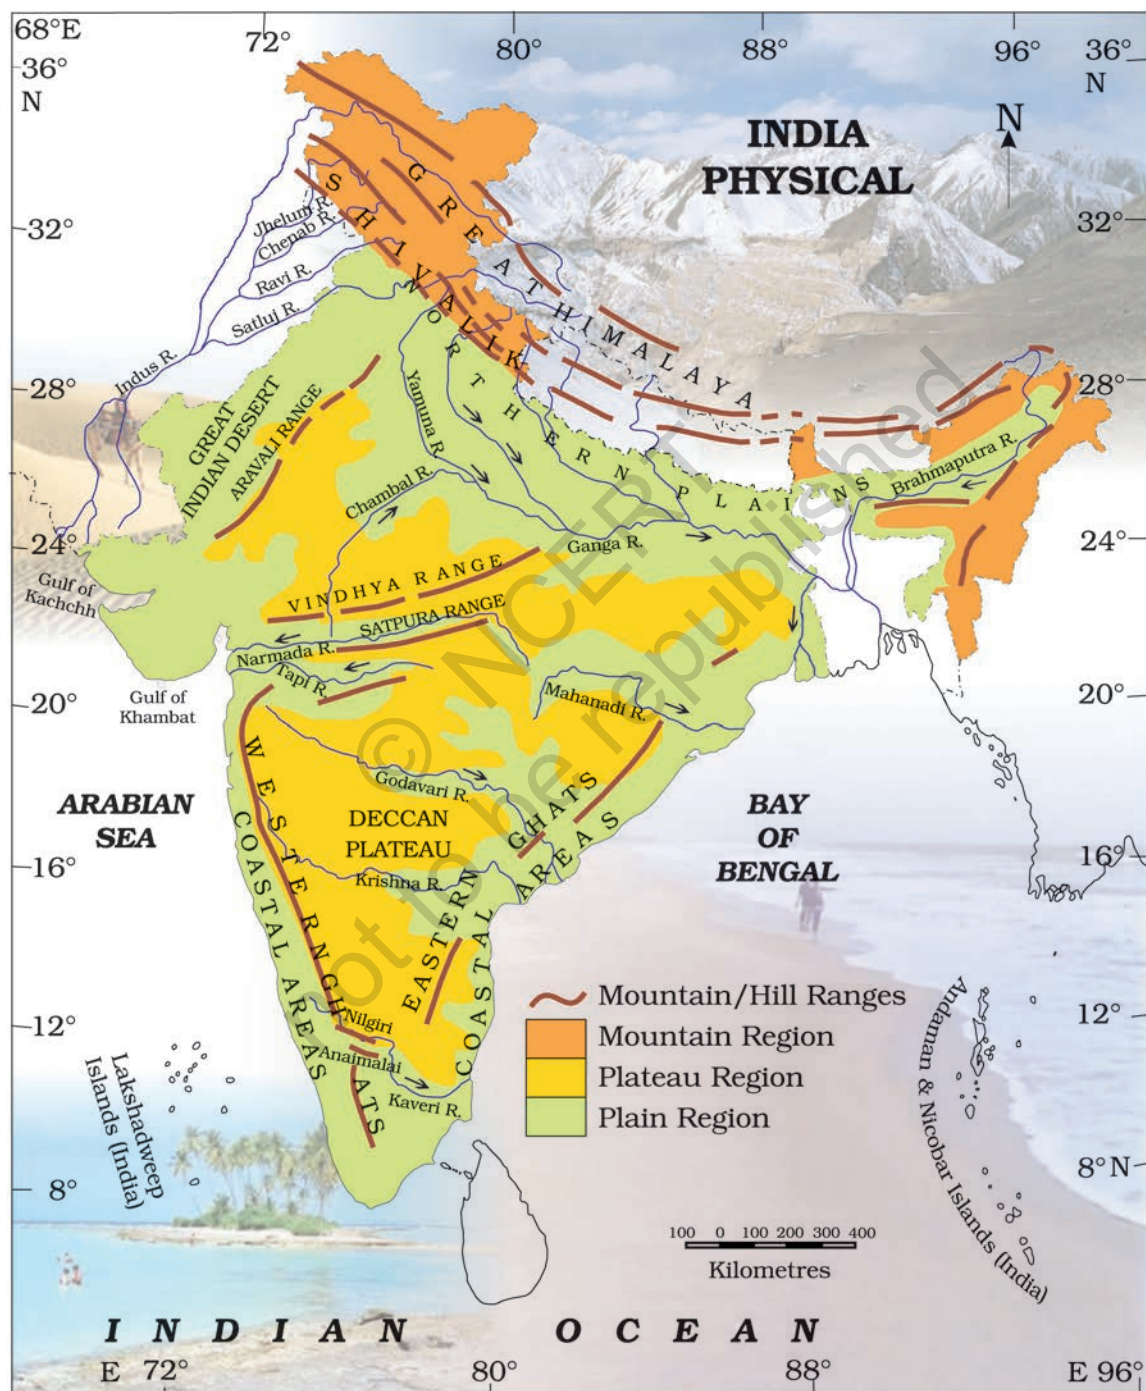 68°E
72°
80°
88°
96°
36°
N
36°
INDIA
PHYSICAL
N
32°
32°
28°
28°
24°
24°
20°
20°
16°
16°
12°
12°
8°
8°N
GREAT HIMALAYA
SHIVALIK
Jhelum R.
Chenab R.
Ravi R.
Satluj R.
Indus R.
NORTHERN PLAINS
GREAT
INDIAN DESERT
ARAVALI RANGE
Yamuna R.
Chambal R.
Ganga R.
Brahmaputra R.
Gulf of
Kachchh
VINDHYA RANGE
SATPURA RANGE
Narmada R.
Tapi R.
Gulf of
Khambat
Mahanadi R.
Godavari R.
ARABIAN
SEA
DECCAN
PLATEAU
BAY
OF
BENGAL
Krishna R.
WESTERN GHATS
COASTAL AREAS
EASTERN GHATS
COASTAL AREAS
Nilgiri
Anaimalai
Kaveri R.
Lakshadweep
Islands (India)
Andaman & Nicobar Islands (India)
Mountain/Hill Ranges
Mountain Region
Plateau Region
Plain Region
100 0 100 200 300 400
Kilometres
INDIAN OCEAN
E 72°
80°
88°
E 96°
© NCERT
not to be republished